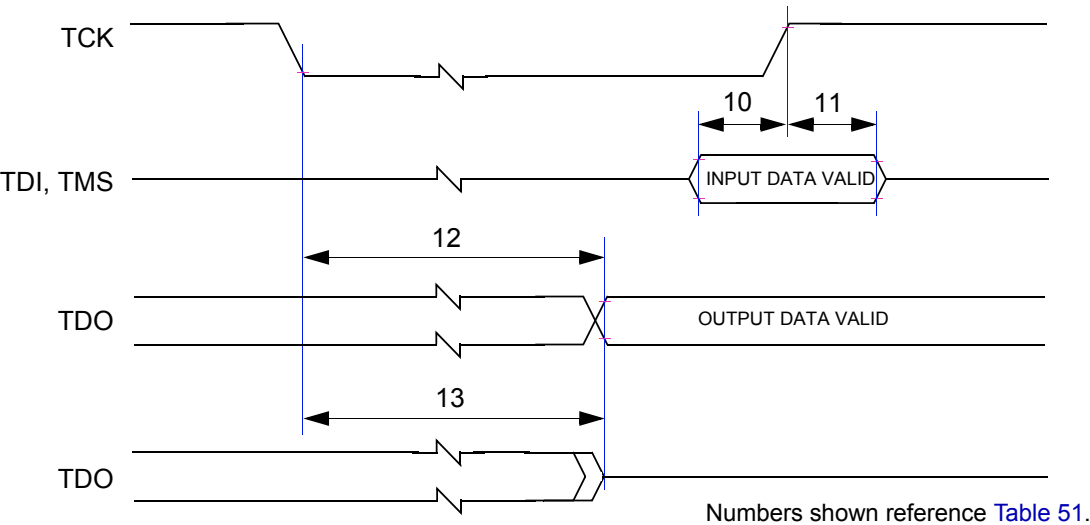 TCK
10
11
TDI, TMS
INPUT DATA VALID
12
TDO
OUTPUT DATA VALID
13
TDO
Numbers shown reference Table 51.